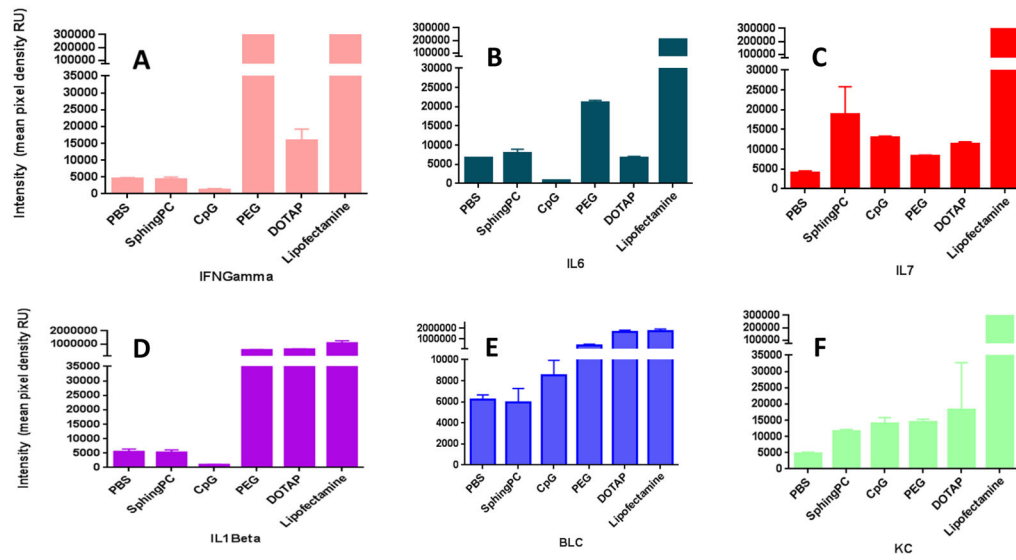 Intensity (mean pixel density RU)
A
300000
200000
100000
35000
30000
25000
20000
15000
10000
5000
0
PBS
SphingPC
CpG
PEG
DOTAP
Lipofectamine
IFNGamma
B
300000
200000
100000
30000
25000
20000
15000
10000
5000
0
PBS
SphingPC
CpG
PEG
DOTAP
Lipofectamine
IL6
C
300000
200000
100000
30000
25000
20000
15000
10000
5000
0
PBS
SphingPC
CpG
PEG
DOTAP
Lipofectamine
IL7
Intensity (mean pixel density RU)
D
2000000
1000000
35000
30000
25000
20000
15000
10000
5000
0
PBS
SphingPC
CpG
PEG
DOTAP
Lipofectamine
IL1Beta
E
2000000
1000000
10000
8000
6000
4000
2000
0
PBS
SphingPC
CpG
PEG
DOTAP
Lipofectamine
BLC
F
300000
200000
100000
35000
30000
25000
20000
15000
10000
5000
0
PBS
SphingPC
CpG
PEG
DOTAP
Lipofectamine
KC